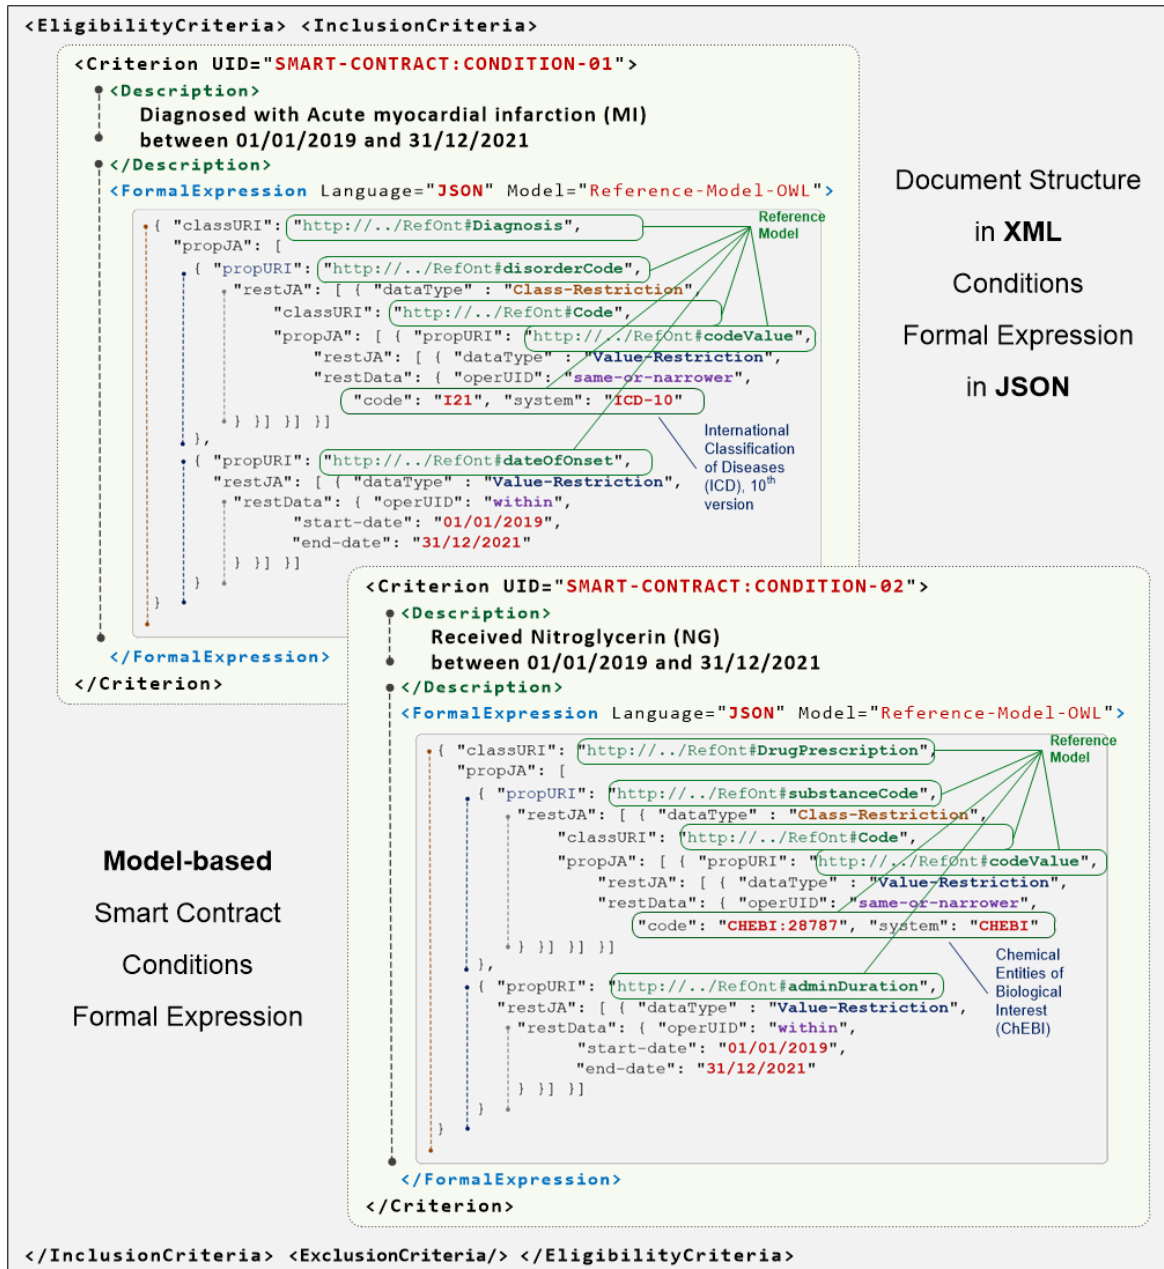 <EligibilityCriteria> <InclusionCriteria>
<Criterion UID="SMART-CONTRACT:CONDITION-01">
<Description>
Diagnosed with Acute myocardial infarction (MI)
between 01/01/2019 and 31/12/2021
</Description>
<FormalExpression Language="JSON" Model="Reference-Model-OWL">
{ "classURI": "http://../RefOnt#Diagnosis",
"propJA": [
{ "propURI": "http://../RefOnt#disorderCode",
"restJA": [ { "dataType" : "Class-Restriction",
"classURI": "http://../RefOnt#Code",
"propJA": [ { "propURI": "http://../RefOnt#codeValue",
"restJA": [ { "dataType" : "Value-Restriction",
"restData": { "operUID": "same-or-narrower",
"code": "I21", "system": "ICD-10"
} }] }] }]
},
{ "propURI": "http://../RefOnt#dateOfOnset",
"restJA": [ { "dataType" : "Value-Restriction",
"restData": { "operUID": "within",
"start-date": "01/01/2019",
"end-date": "31/12/2021"
} }] }]
}
}
</FormalExpression>
</Criterion>
Reference
Model
International
Classification
of Diseases
(ICD), 10th
version
Document Structure
in XML
Conditions
Formal Expression
in JSON
<Criterion UID="SMART-CONTRACT:CONDITION-02">
<Description>
Received Nitroglycerin (NG)
between 01/01/2019 and 31/12/2021
</Description>
<FormalExpression Language="JSON" Model="Reference-Model-OWL">
{ "classURI": "http://../RefOnt#DrugPrescription",
"propJA": [
{ "propURI": "http://../RefOnt#substanceCode",
"restJA": [ { "dataType" : "Class-Restriction",
"classURI": "http://../RefOnt#Code",
"propJA": [ { "propURI": "http://../RefOnt#codeValue",
"restJA": [ { "dataType" : "Value-Restriction",
"restData": { "operUID": "same-or-narrower",
"code": "CHEBI:28787", "system": "CHEBI"
} }] }] }]
},
{ "propURI": "http://../RefOnt#adminDuration",
"restJA": [ { "dataType" : "Value-Restriction",
"restData": { "operUID": "within",
"start-date": "01/01/2019",
"end-date": "31/12/2021"
} }] }]
}
}
</FormalExpression>
</Criterion>
Reference
Model
Chemical
Entities of
Biological
Interest
(ChEBI)
Model-based
Smart Contract
Conditions
Formal Expression
</InclusionCriteria> <ExclusionCriteria/> </EligibilityCriteria>